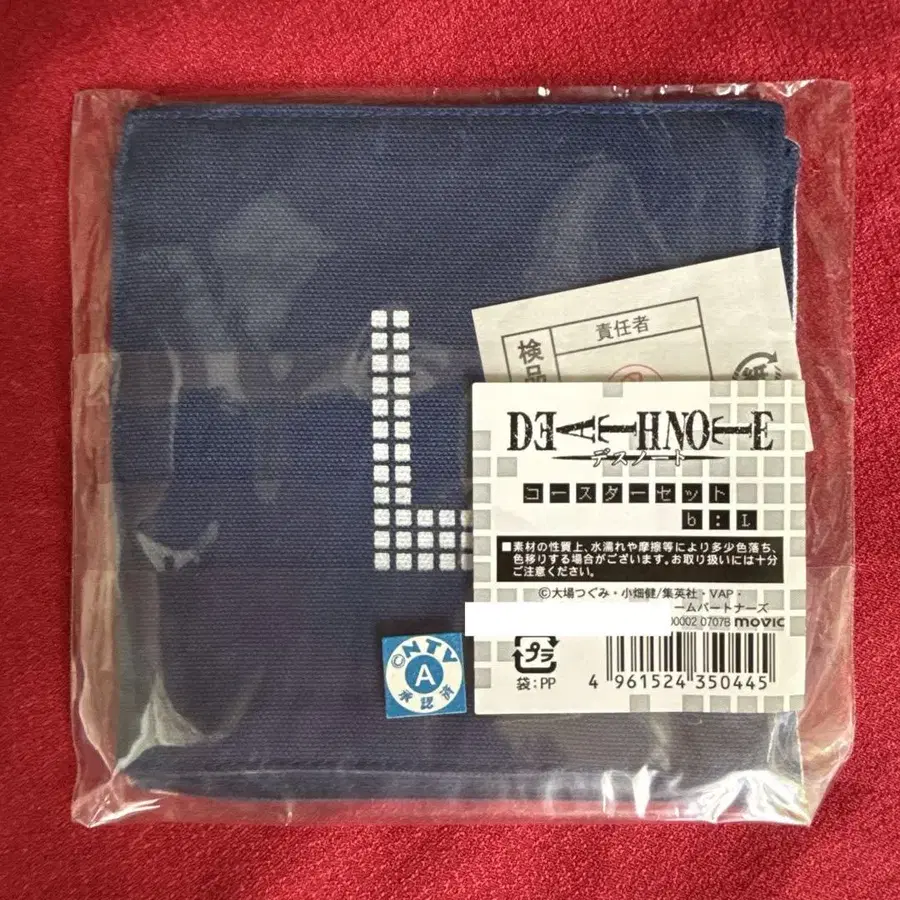 L
責任者
検品
紙
DEATHNOTE
デスノート
コースターセット
b:L
■素材の性質上、水濡れや摩擦等により多少色落ち、
色移りする場合がございます。お取り扱いには十分
ご注意ください。
©大場つぐみ・小畑健/集英社・VAP・
ームパートナーズ
00002 0707B movic
プラ
袋:PP
4 961524 350445
©NTV
A
承認済